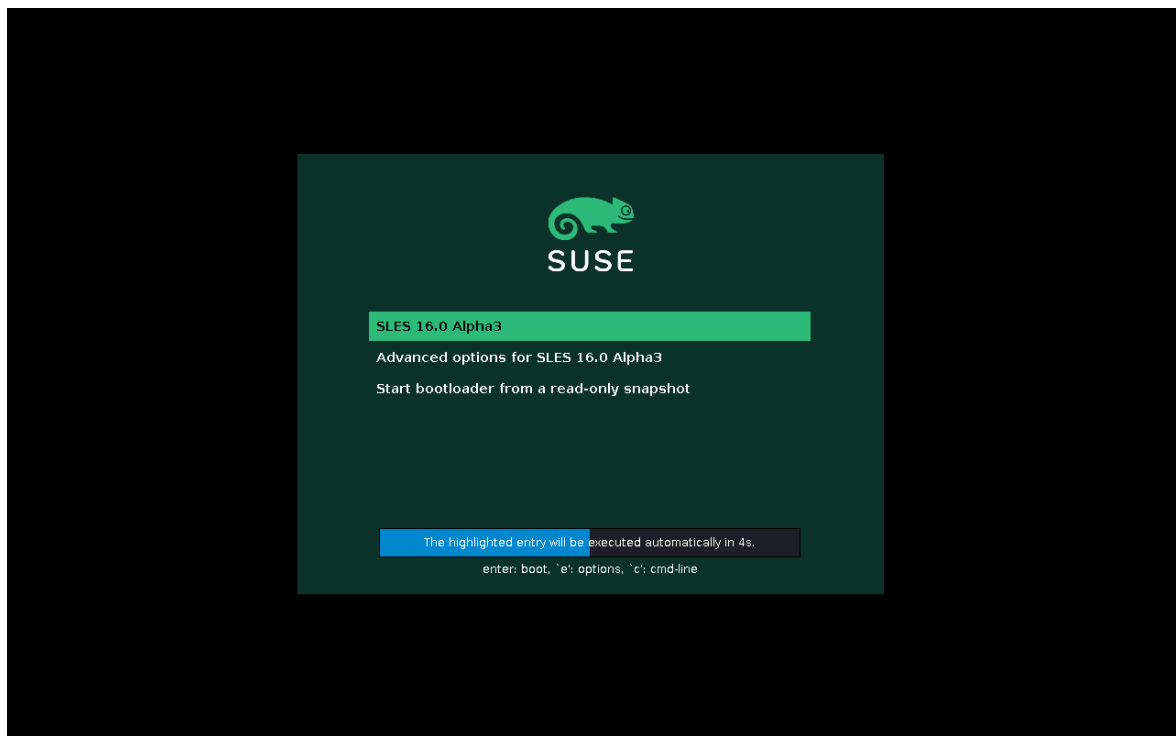 SUSE
SLES 16.0 Alpha3
Advanced options for SLES 16.0 Alpha3
Start bootloader from a read-only snapshot
The highlighted entry will be executed automatically in 4s.
enter: boot, `e': options, `c': cmd-line